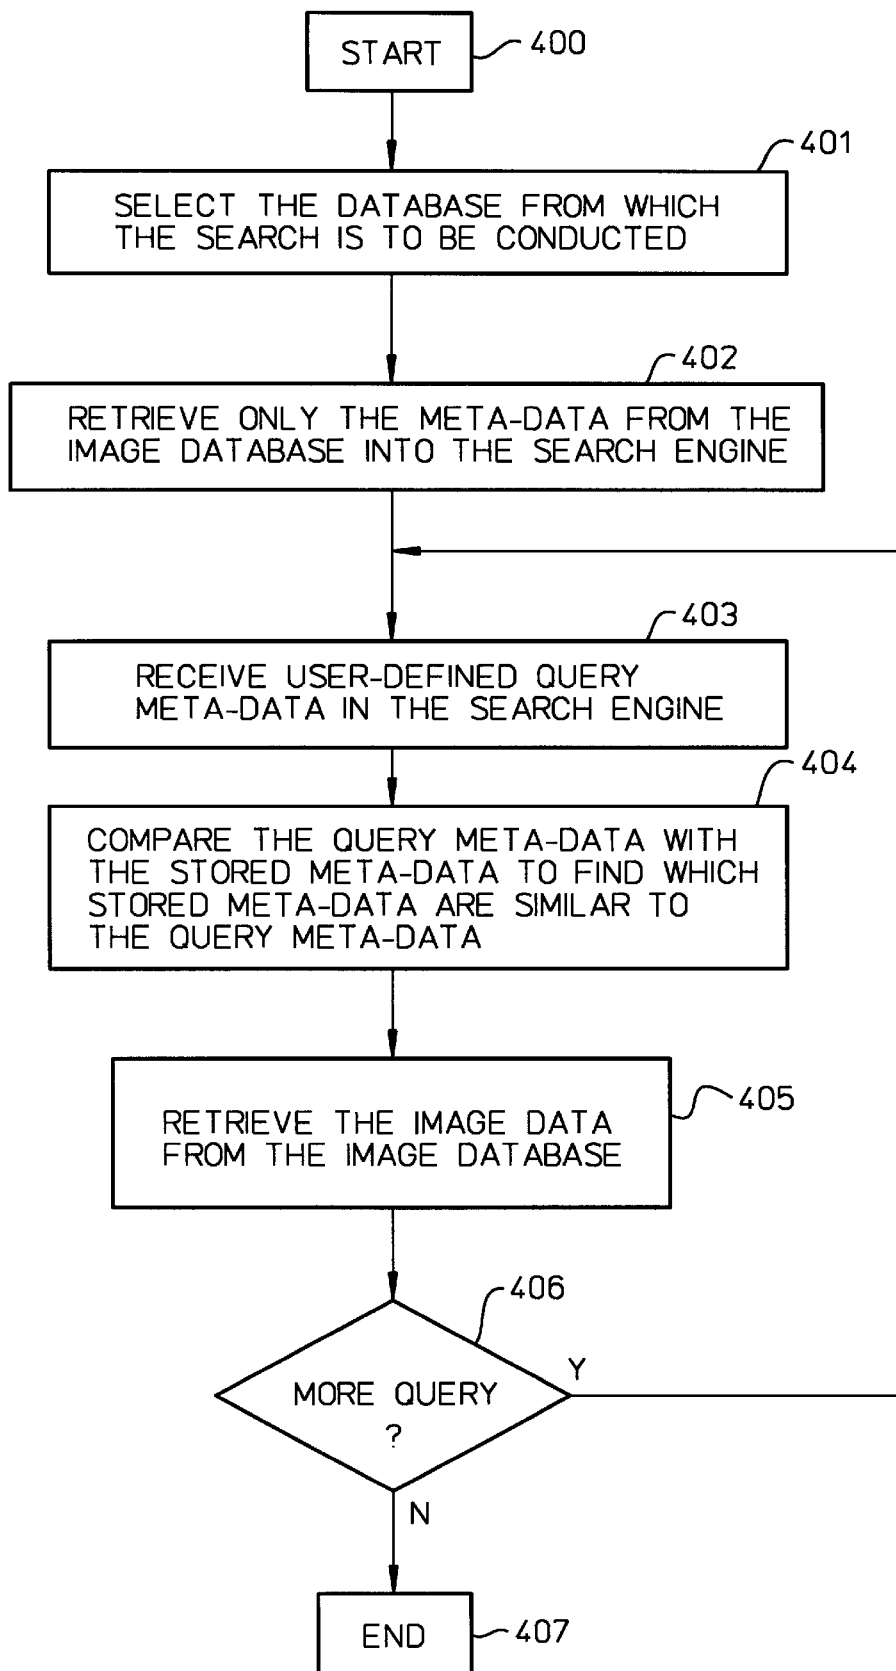 START
400
401
SELECT THE DATABASE FROM WHICH
THE SEARCH IS TO BE CONDUCTED
402
RETRIEVE ONLY THE META-DATA FROM THE
IMAGE DATABASE INTO THE SEARCH ENGINE
403
RECEIVE USER-DEFINED QUERY
META-DATA IN THE SEARCH ENGINE
404
COMPARE THE QUERY META-DATA WITH
THE STORED META-DATA TO FIND WHICH
STORED META-DATA ARE SIMILAR TO
THE QUERY META-DATA
405
RETRIEVE THE IMAGE DATA
FROM THE IMAGE DATABASE
406
MORE QUERY
?
Y
N
END
407